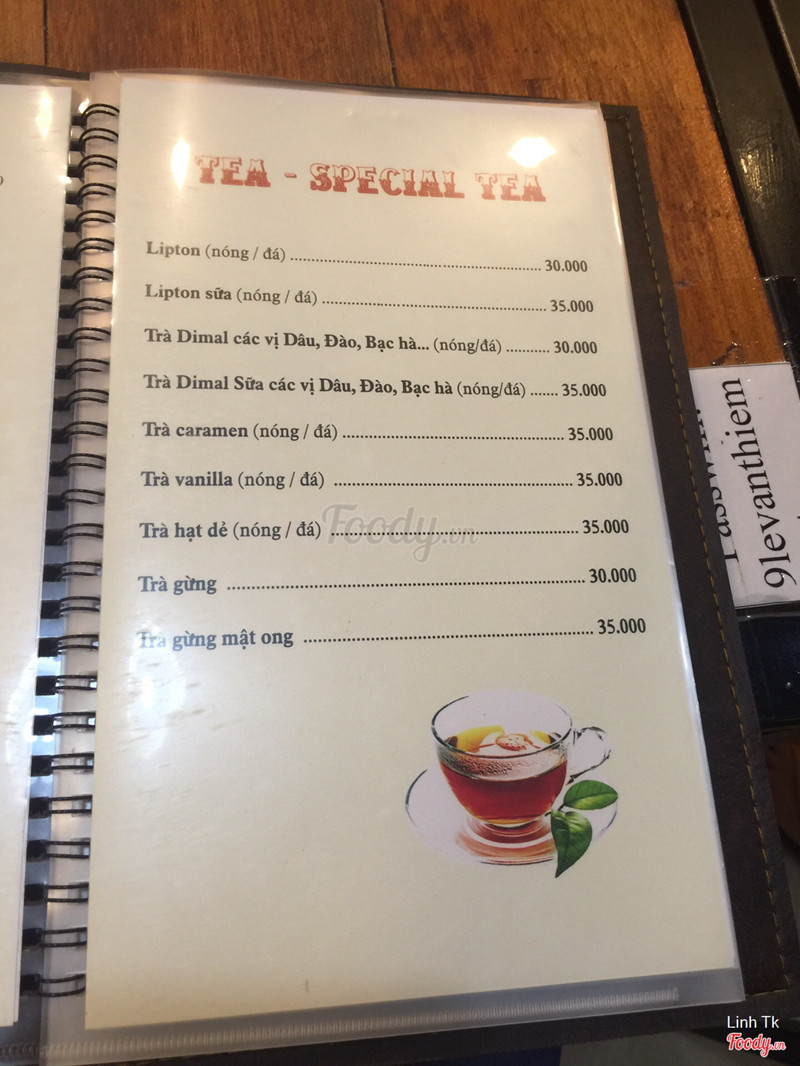 TEA - SPECIAL TEA
Lipton (nóng / đá) ........................ 30.000
Lipton sữa (nóng / đá) ........................ 35.000
Trà Dimal các vị Dâu, Đào, Bạc hà... (nóng/đá) ........... 30.000
Trà Dimal Sữa các vị Dâu, Đào, Bạc hà (nóng/đá) ....... 35.000
Trà caramen (nóng / đá) ........................ 35.000
Trà vanilla (nóng / đá) ........................ 35.000
Trà hạt dẻ (nóng / đá) ........................ 35.000
Trà gừng ........................ 30.000
Trà gừng mật ong ........................ 35.000
Foody.vn
9levanthiem
Linh Tk
Foody.vn